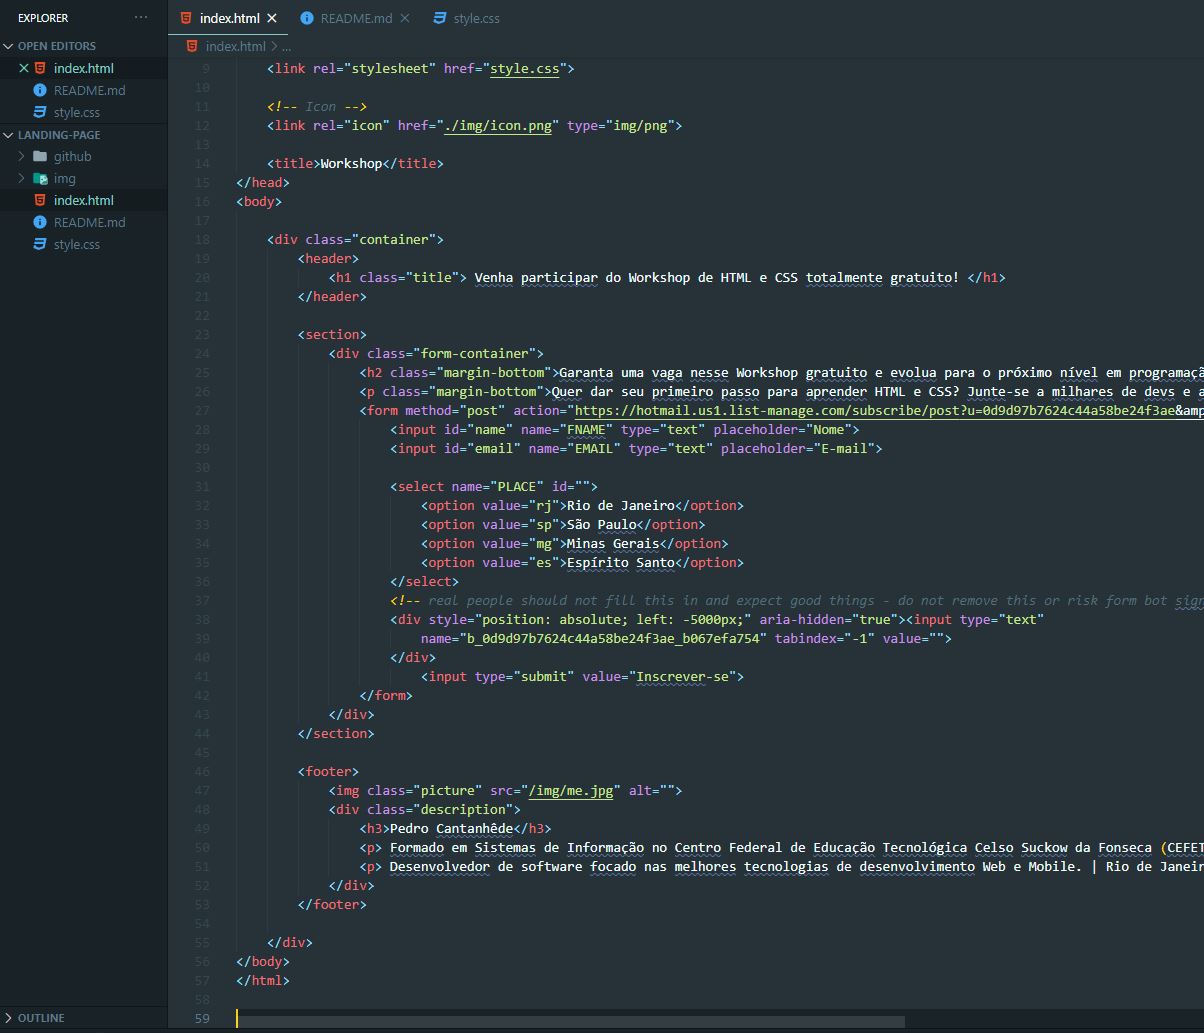 EXPLORER
···
index.html
README.md
style.css
OPEN EDITORS
index.html
README.md
style.css
LANDING-PAGE
github
img
index.html
README.md
style.css
OUTLINE
index.html > ...
9 <link rel="stylesheet" href="style.css">
10
11 <!-- Icon -->
12 <link rel="icon" href="./img/icon.png" type="img/png">
13
14 <title>Workshop</title>
15 </head>
16 <body>
17
18 <div class="container">
19 <header>
20 <h1 class="title"> Venha participar do Workshop de HTML e CSS totalmente gratuito! </h1>
21 </header>
22
23 <section>
24 <div class="form-container">
25 <h2 class="margin-bottom">Garanta uma vaga nesse Workshop gratuito e evolua para o próximo nível em programaçã
26 <p class="margin-bottom">Quer dar seu primeiro passo para aprender HTML e CSS? Junte-se a milhares de devs e a
27 <form method="post" action="https://hotmail.us1.list-manage.com/subscribe/post?u=0d9d97b7624c44a58be24f3ae&amp
28 <input id="name" name="FNAME" type="text" placeholder="Nome">
29 <input id="email" name="EMAIL" type="text" placeholder="E-mail">
30
31 <select name="PLACE" id="">
32 <option value="rj">Rio de Janeiro</option>
33 <option value="sp">São Paulo</option>
34 <option value="mg">Minas Gerais</option>
35 <option value="es">Espírito Santo</option>
36 </select>
37 <!-- real people should not fill this in and expect good things - do not remove this or risk form bot sign
38 <div style="position: absolute; left: -5000px;" aria-hidden="true"><input type="text"
39 name="b_0d9d97b7624c44a58be24f3ae_b067efa754" tabindex="-1" value="">
40 </div>
41 <input type="submit" value="Inscrever-se">
42 </form>
43 </div>
44 </section>
45
46 <footer>
47 <img class="picture" src="/img/me.jpg" alt="">
48 <div class="description">
49 <h3>Pedro Cantanhêde</h3>
50 <p> Formado em Sistemas de Informação no Centro Federal de Educação Tecnológica Celso Suckow da Fonseca (CEFET
51 <p> Desenvolvedor de software focado nas melhores tecnologias de desenvolvimento Web e Mobile. | Rio de Janeir
52 </div>
53 </footer>
54
55 </div>
56 </body>
57 </html>
58
59